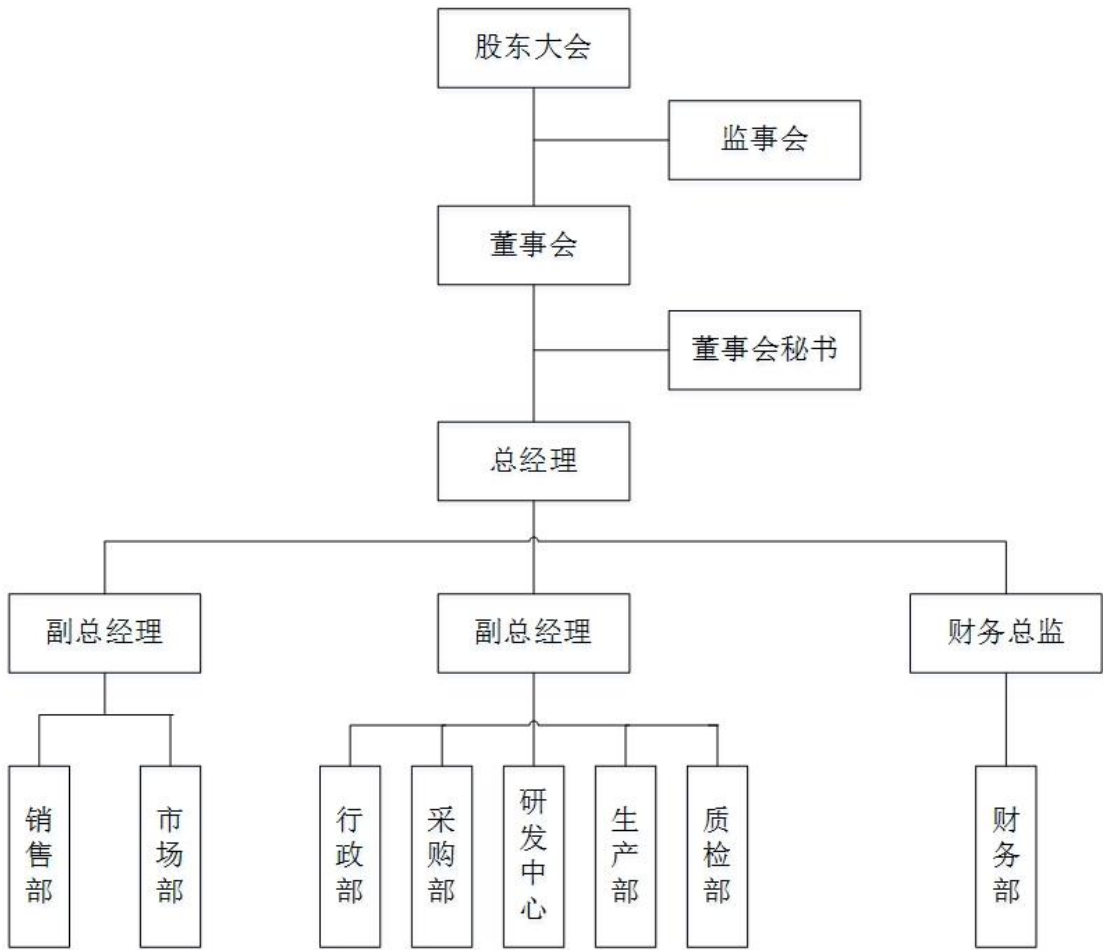 股东大会
监事会
董事会
董事会秘书
总经理
副总经理
副总经理
财务总监
销售部
市场部
行政部
采购部
研发中心
生产部
质检部
财务部